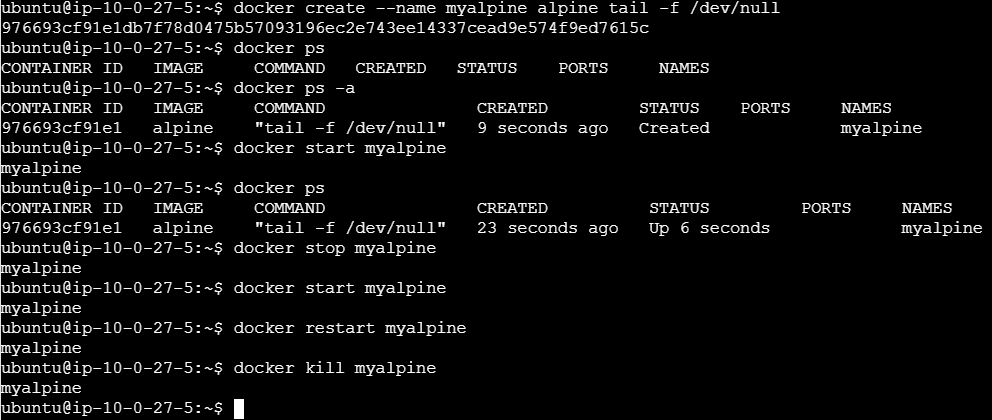 ubuntu@ip-10-0-27-5:~$ docker create --name myalpine alpine tail -f /dev/null
976693cf91e1db7f78d0475b57093196ec2e743ee14337cead9e574f9ed7615c
ubuntu@ip-10-0-27-5:~$ docker ps
CONTAINER ID   IMAGE     COMMAND   CREATED   STATUS    PORTS     NAMES
ubuntu@ip-10-0-27-5:~$ docker ps -a
CONTAINER ID   IMAGE     COMMAND               CREATED         STATUS    PORTS     NAMES
976693cf91e1   alpine    "tail -f /dev/null"   9 seconds ago   Created             myalpine
ubuntu@ip-10-0-27-5:~$ docker start myalpine
myalpine
ubuntu@ip-10-0-27-5:~$ docker ps
CONTAINER ID   IMAGE     COMMAND               CREATED          STATUS         PORTS     NAMES
976693cf91e1   alpine    "tail -f /dev/null"   23 seconds ago   Up 6 seconds             myalpine
ubuntu@ip-10-0-27-5:~$ docker stop myalpine
myalpine
ubuntu@ip-10-0-27-5:~$ docker start myalpine
myalpine
ubuntu@ip-10-0-27-5:~$ docker restart myalpine
myalpine
ubuntu@ip-10-0-27-5:~$ docker kill myalpine
myalpine
ubuntu@ip-10-0-27-5:~$